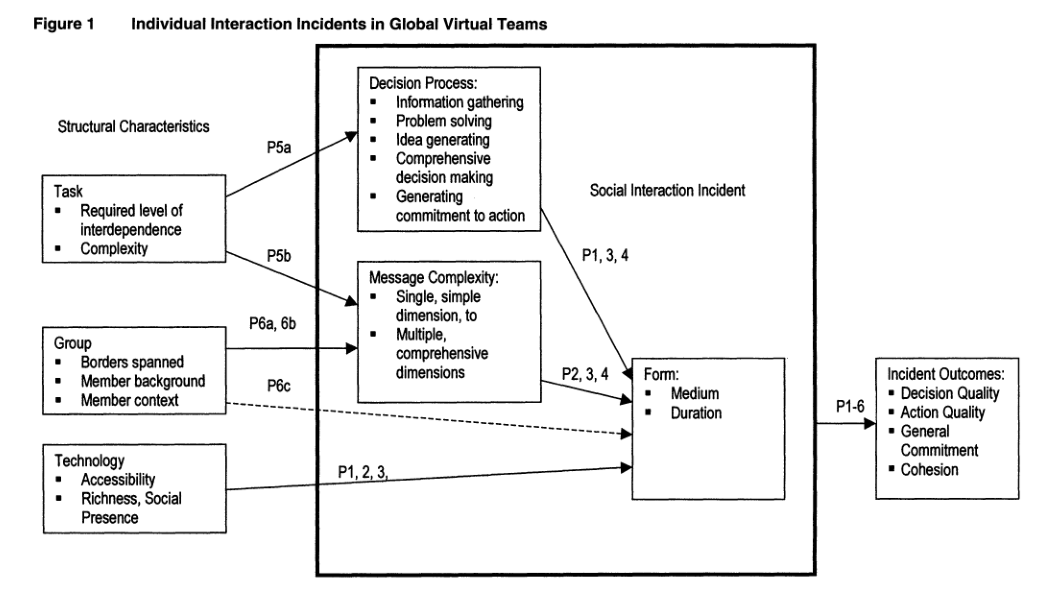 Figure 1 Individual Interaction Incidents in Global Virtual Teams
Structural Characteristics
Task
▪ Required level of
interdependence
▪ Complexity
Group
▪ Borders spanned
▪ Member background
▪ Member context
Technology
▪ Accessibility
▪ Richness, Social
Presence
P5a
P5b
P6a, 6b
P6c
P1, 2, 3,
Decision Process:
▪ Information gathering
▪ Problem solving
▪ Idea generating
▪ Comprehensive
decision making
▪ Generating
commitment to action
Message Complexity:
▪ Single, simple
dimension, to
▪ Multiple,
comprehensive
dimensions
Social Interaction Incident
P1, 3, 4
P2, 3, 4
Form:
▪ Medium
▪ Duration
P1-6
Incident Outcomes:
▪ Decision Quality
▪ Action Quality
▪ General
Commitment
▪ Cohesion